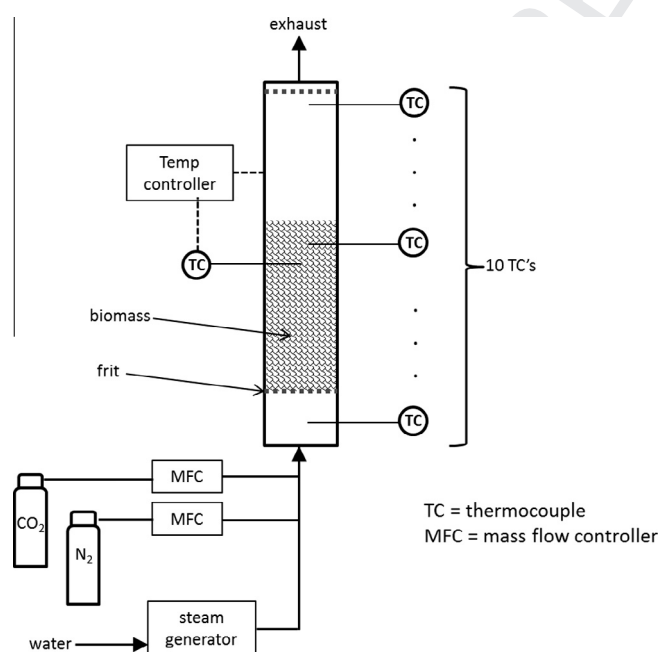 exhaust
TC
Temp
controller
TC
TC
10 TC's
biomass
frit
TC
MFC
CO2
MFC
N2
TC = thermocouple
MFC = mass flow controller
steam
generator
water